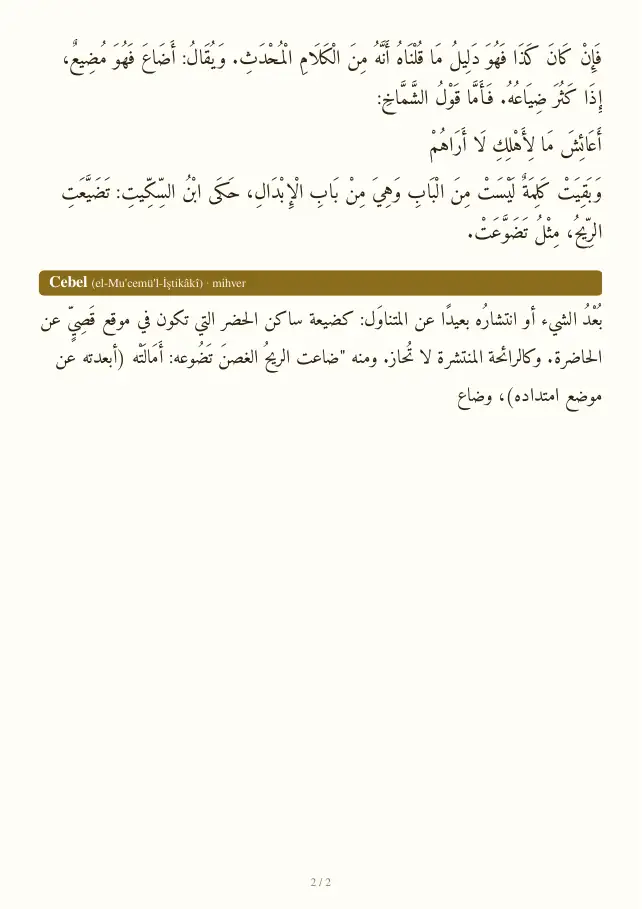 فَإِنْ كَانَ كَذَا فَهُوَ دَلِيلُ مَا قُلْنَاهُ أَنَّهُ مِنَ الْكَلَامِ الْمُحْدَثِ. وَيُقَالُ: أَضَاعَ فَهُوَ مُضِيعٌ،
إِذَا كَثُرَ ضِيَاعُهُ. فَأَمَّا قَوْلُ الشَّمَّاخِ:
أَعَائِشَ مَا لِأَهْلِكِ لَا أَرَاهُمْ
وَبَقِيَتْ كَلِمَةٌ لَيْسَتْ مِنَ الْبَابِ وَهِيَ مِنْ بَابِ الْإِبْدَالِ، حَكَى ابْنُ السِّكِّيتِ: تَضَيَّعَتِ
الرِّيحُ، مِثْلُ تَضَوَّعَتْ.
Cebel (el-Mu'cemü'l-İştikâkî) · mihver
بُعْدُ الشيء أو انتشارُه بعيدًا عن المتناوَل: كضيعة ساكن الحضر التي تكون في موقع قَصِيٍّ عن
الحاضرة. وكالرائحة المنتشرة لا تُحاز. ومنه "ضاعت الريحُ الغصنَ تَضُوعه: أَمَالَتْه (أبعدته عن
موضع امتداده)، وضاع
2 / 2